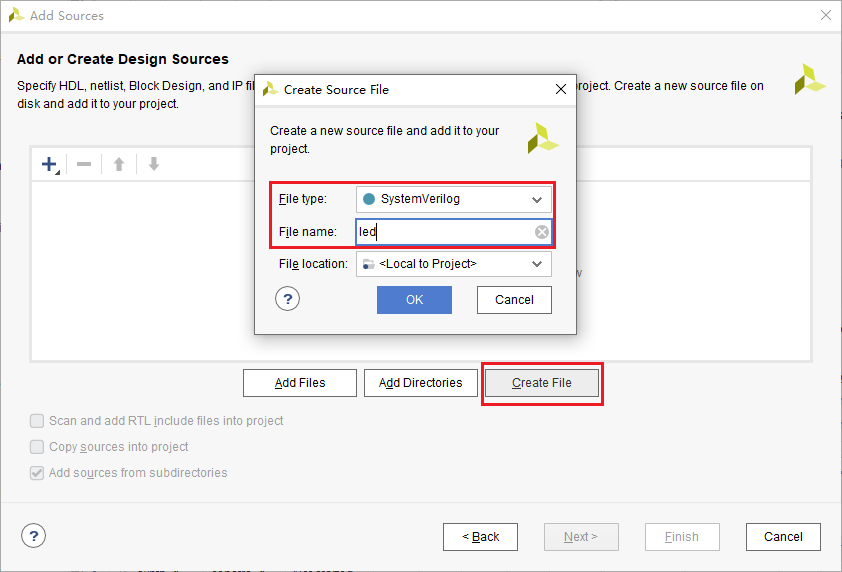 Add Sources
Add or Create Design Sources
Specify HDL, netlist, Block Design, and IP fil
roject. Create a new source file on
disk and add it to your project.
Create Source File
Create a new source file and add it to your
project.
File type:
SystemVerilog
File name:
led
File location:
<Local to Project>
?
OK
Cancel
Add Files
Add Directories
Create File
Scan and add RTL include files into project
Copy sources into project
Add sources from subdirectories
?
< Back
Next >
Finish
Cancel